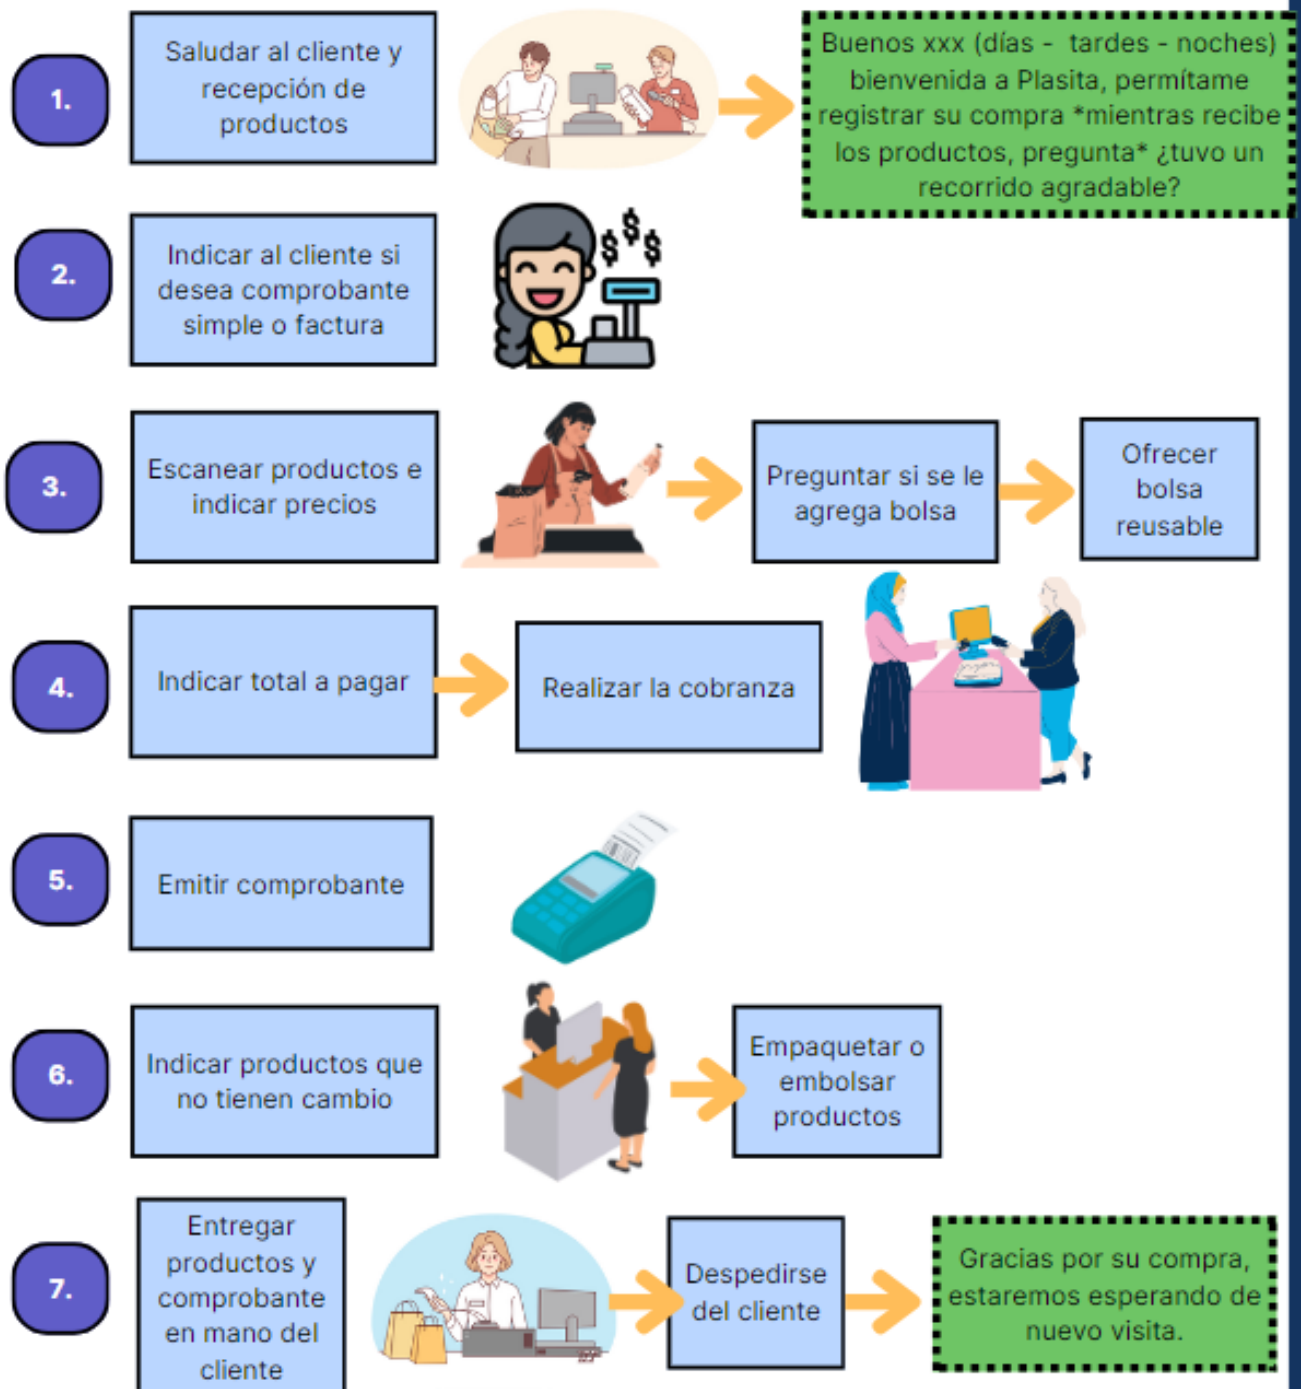 1.
Saludar al cliente y
recepción de
productos
Buenos xxx (días - tardes - noches)
bienvenida a Plasita, permítame
registrar su compra *mientras recibe
los productos, pregunta* ¿tuvo un
recorrido agradable?
2.
Indicar al cliente si
desea comprobante
simple o factura
$ $ $
3.
Escanear productos e
indicar precios
Preguntar si se le
agrega bolsa
Ofrecer
bolsa
reusable
4.
Indicar total a pagar
Realizar la cobranza
5.
Emitir comprobante
6.
Indicar productos que
no tienen cambio
Empaquetar o
embolsar
productos
7.
Entregar
productos y
comprobante
en mano del
cliente
Despedirse
del cliente
Gracias por su compra,
estaremos esperando de
nuevo visita.